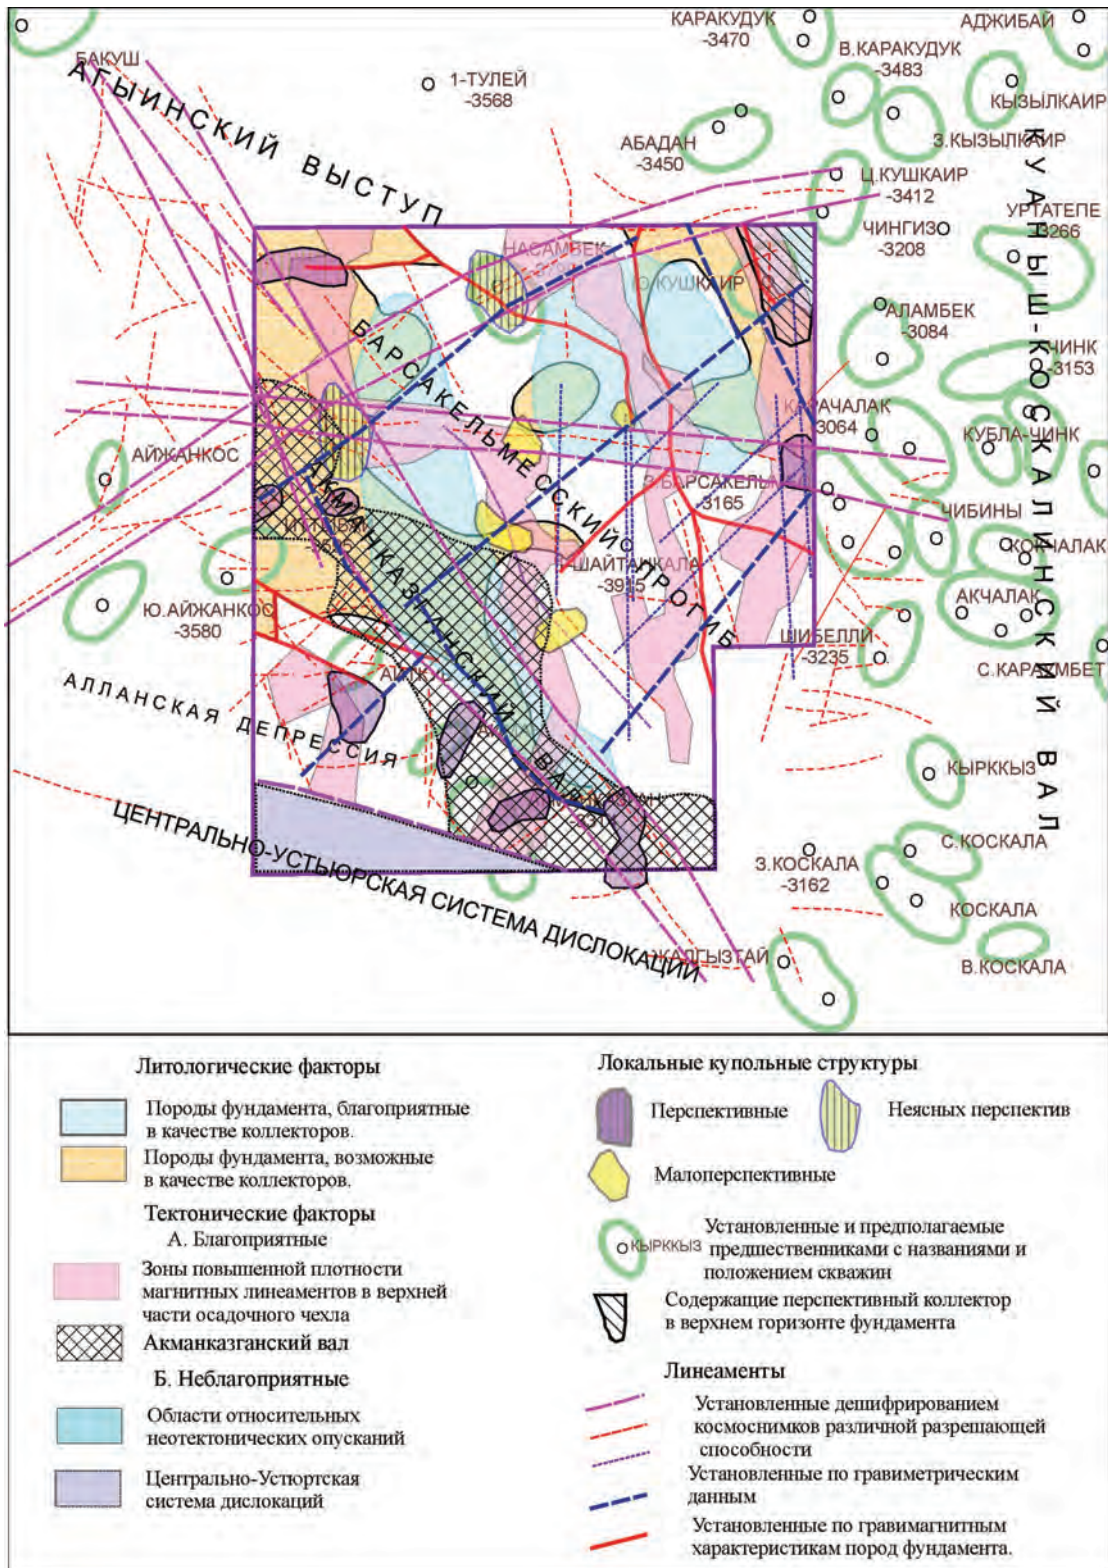 КАРАКУДУК
-3470
АДЖИБАЙ
БАКУШ
АГЫИНСКИЙ ВЫСТУП
1-ТУЛЕЙ
-3568
В.КАРАКУДУК
-3483
КЫЗЫЛКАИР
АБАДАН
-3450
З.КЫЗЫЛКАИР
Ц.КУШКАИР
-3412
УРТАТЕПЕ
-3266
ЧИНГИЗ
-3208
НАСАМБЕК
Ю.КУШКАИР
АЛАМБЕК
-3084
ЧИНК
-3153
КУАНЫШ-КОСКАЛИНСКИЙ ВАЛ
БАРСАКЕЛЬМЕССКИЙ ПРОГИБ
КАРАЧАЛАК
-3064
КУБЛА-ЧИНК
АЙЖАНКОС
АКМАНКАЗГАНСКИЙ ВАЛ
-3165
ЧИБИНЫ
КОКЧАЛАК
ШАЙТАНКАЛА
АКЧАЛАК
Ю.АЙЖАНКОС
-3580
ШИБЕЛЛИ
-3235
С.КАРАУМБЕТ
АЛЛАНСКАЯ ДЕПРЕССИЯ
КЫРККЫЗ
ЦЕНТРАЛЬНО-УСТЬЮРСКАЯ СИСТЕМА ДИСЛОКАЦИЙ
С.КОСКАЛА
З.КОСКАЛА
-3162
КОСКАЛА
ЖАЛГЫЗТАЙ
В.КОСКАЛА
Литологические факторы
Породы фундамента, благоприятные
в качестве коллекторов.
Породы фундамента, возможные
в качестве коллекторов.
Тектонические факторы
А. Благоприятные
Зоны повышенной плотности
магнитных линеаментов в верхней
части осадочного чехла
Акманказганский вал
Б. Неблагоприятные
Области относительных
неотектонических опусканий
Центрально-Устюртская
система дислокаций
Локальные купольные структуры
Перспективные
Неясных перспектив
Малоперспективные
КЫРККЫЗ
Установленные и предполагаемые
предшественниками с названиями и
положением скважин
Содержащие перспективный коллектор
в верхнем горизонте фундамента
Линеаменты
Установленные дешифрированием
космоснимков различной разрешающей
способности
Установленные по гравиметрическим
данным
Установленные по гравимагнитным
характеристикам пород фундамента.